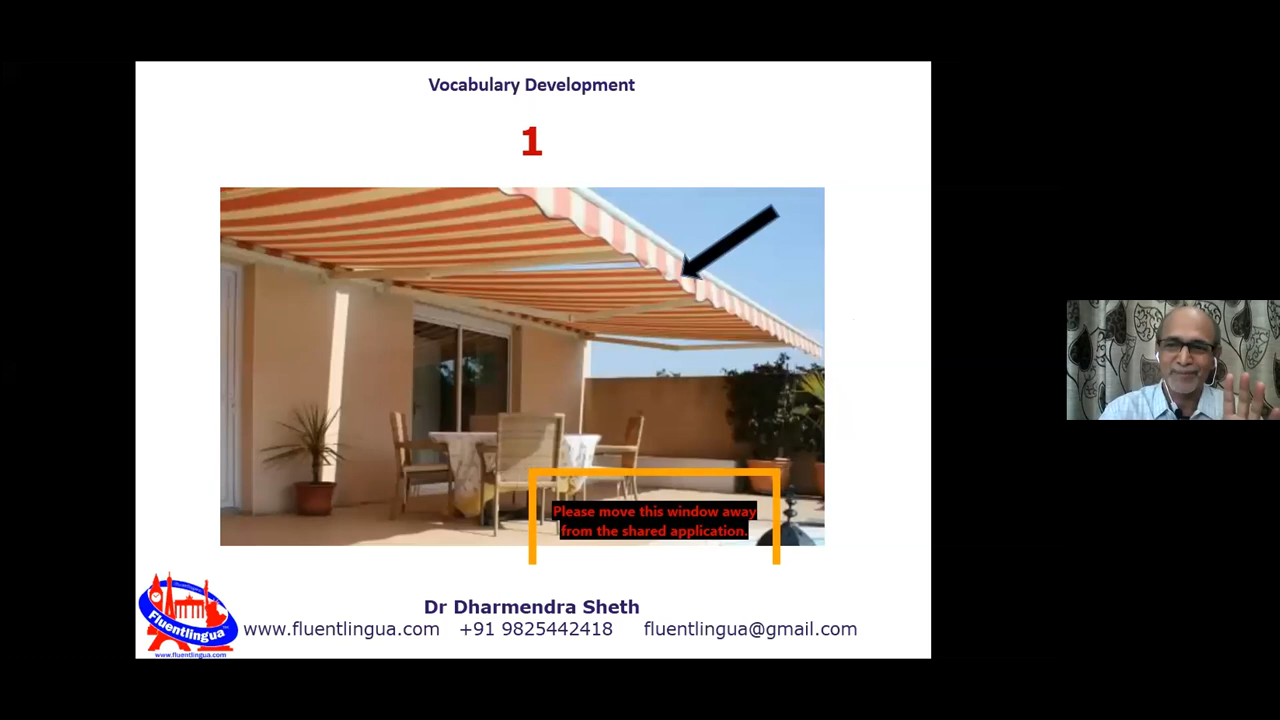 Vocabulary Development
1
Please move this window away
from the shared application.
Dr Dharmendra Sheth
www.fluentlingua.com +91 9825442418 fluentlingua@gmail.com
Fluentlingua
www.fluentlingua.com